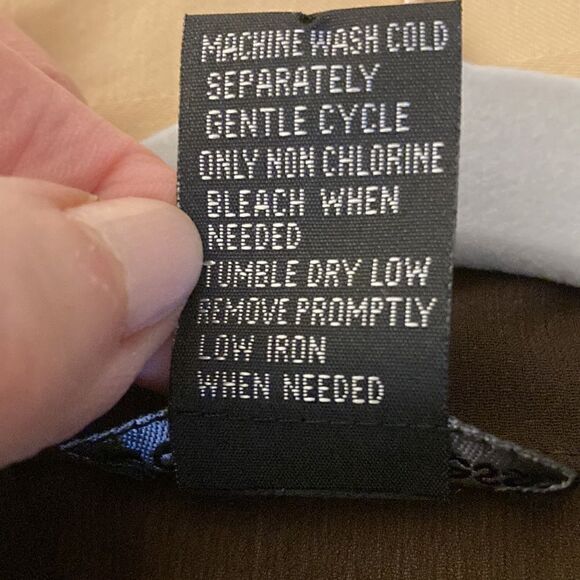 MACHINE WASH COLD
SEPARATELY
GENTLE CYCLE
ONLY NON CHLORINE
BLEACH WHEN
NEEDED
TUMBLE DRY LOW
REMOVE PROMPTLY
LOW IRON
WHEN NEEDED